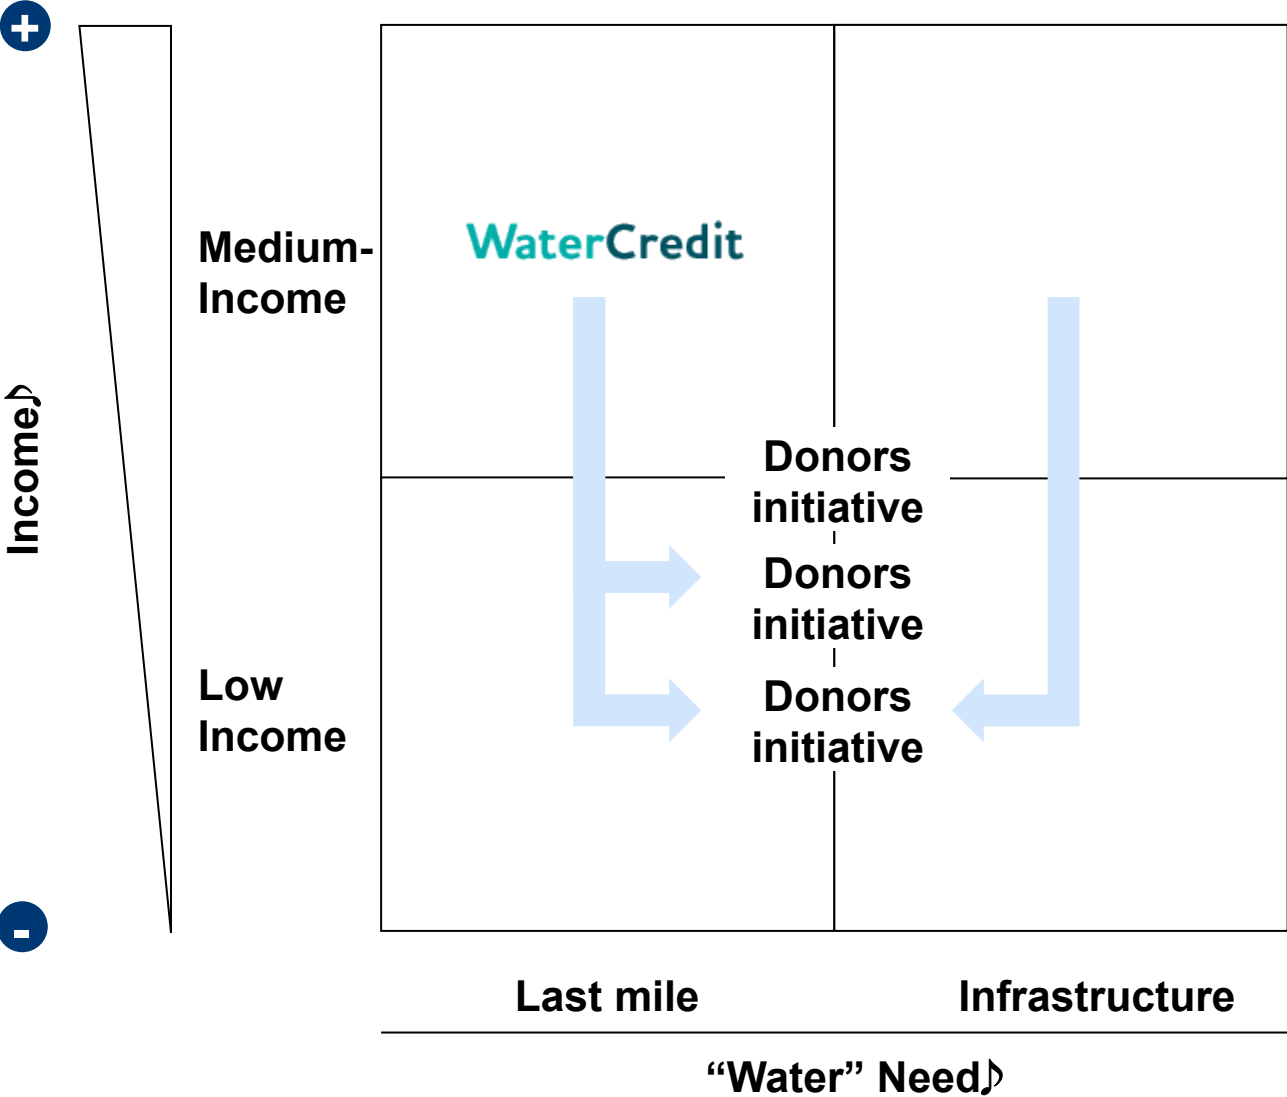 +
Medium-
Income
WaterCredit
Income♪
Donors
initiative
Donors
initiative
Low
Income
Donors
initiative
-
Last mile
Infrastructure
“Water” Need♪